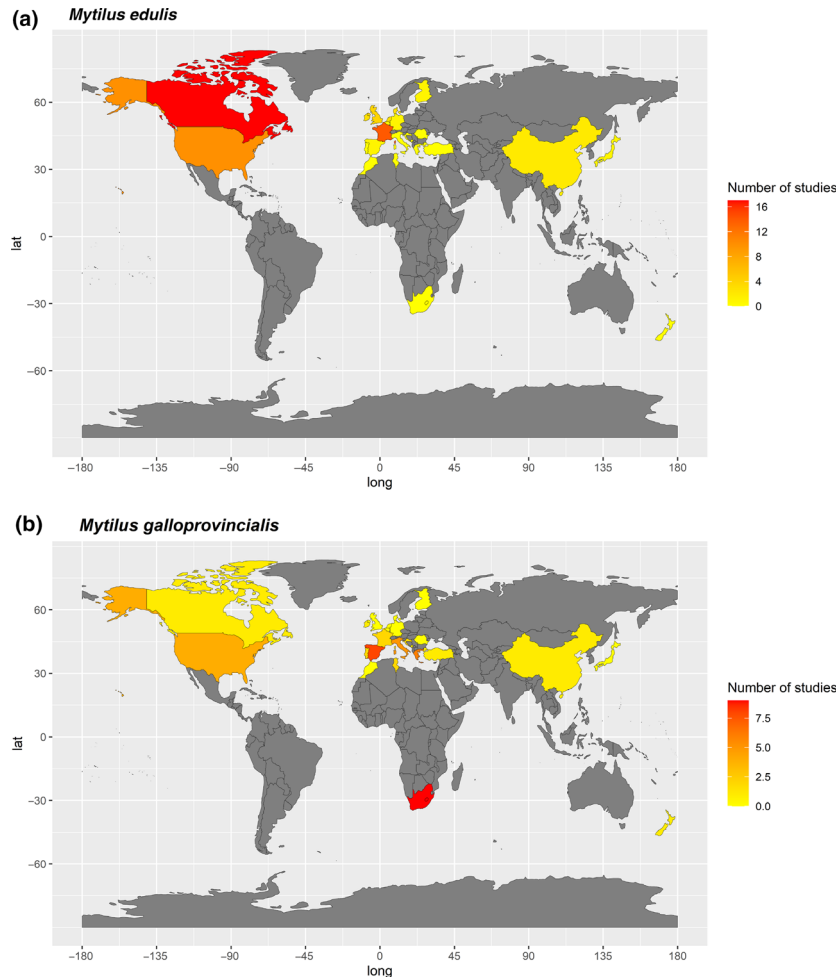 (a) Mytilus edulis
60
30
0
−30
−60
lat
−180 −135 −90 −45 0 45 90 135 180
long
Number of studies
16
12
8
4
0
(b) Mytilus galloprovincialis
60
30
0
−30
−60
lat
−180 −135 −90 −45 0 45 90 135 180
long
Number of studies
7.5
5.0
2.5
0.0